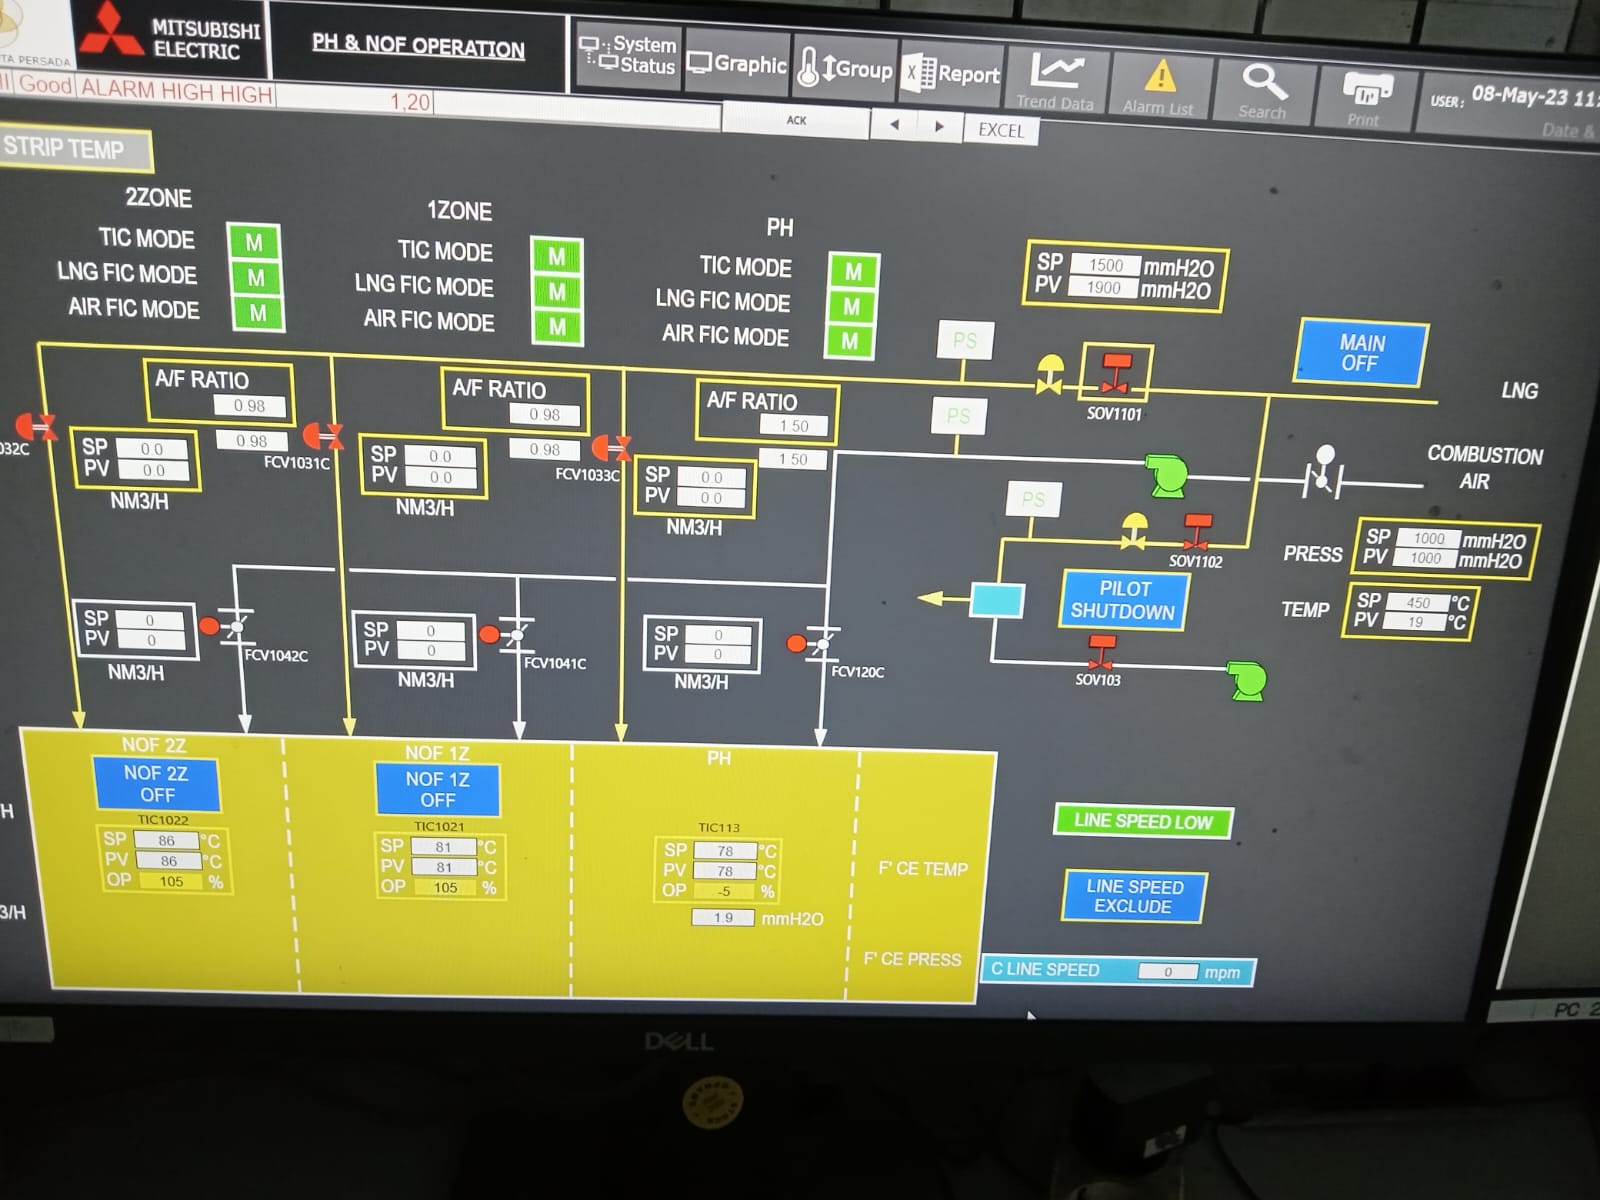 TA PERSADA
MITSUBISHI
ELECTRIC
PH & NOF OPERATION
System
Status
Graphic
Group
Report
Trend Data
Alarm List
Search
Print
USER: 08-May-23 11:
Date &
Good ALARM HIGH HIGH 1,20
ACK
EXCEL
STRIP TEMP
2ZONE
TIC MODE M
LNG FIC MODE M
AIR FIC MODE M
1ZONE
TIC MODE M
LNG FIC MODE M
AIR FIC MODE M
PH
TIC MODE M
LNG FIC MODE M
AIR FIC MODE M
SP 1500 mmH2O
PV 1900 mmH2O
MAIN
OFF
PS
SOV1101
LNG
A/F RATIO
0.98
0.98
A/F RATIO
0.98
0.98
A/F RATIO
1.50
1.50
PS
COMBUSTION
AIR
032C
SP 0 0
PV 0 0
NM3/H
FCV1031C
SP 0 0
PV 0 0
NM3/H
FCV1033C
SP 0 0
PV 0 0
NM3/H
PS
SOV1102
PRESS
SP 1000 mmH2O
PV 1000 mmH2O
PILOT
SHUTDOWN
TEMP
SP 450 °C
PV 19 °C
SP 0
PV 0
NM3/H
FCV1042C
SP 0
PV 0
NM3/H
FCV1041C
SP 0
PV 0
NM3/H
FCV120C
SOV103
NOF 2Z
NOF 2Z
OFF
TIC1022
SP 86 °C
PV 86 °C
OP 105 %
NOF 1Z
NOF 1Z
OFF
TIC1021
SP 81 °C
PV 81 °C
OP 105 %
PH
TIC113
SP 78 °C
PV 78 °C
OP -5 %
1.9 mmH2O
F' CE TEMP
F' CE PRESS
/H
3/H
LINE SPEED LOW
LINE SPEED
EXCLUDE
C LINE SPEED 0 mpm
PC 2
DELL